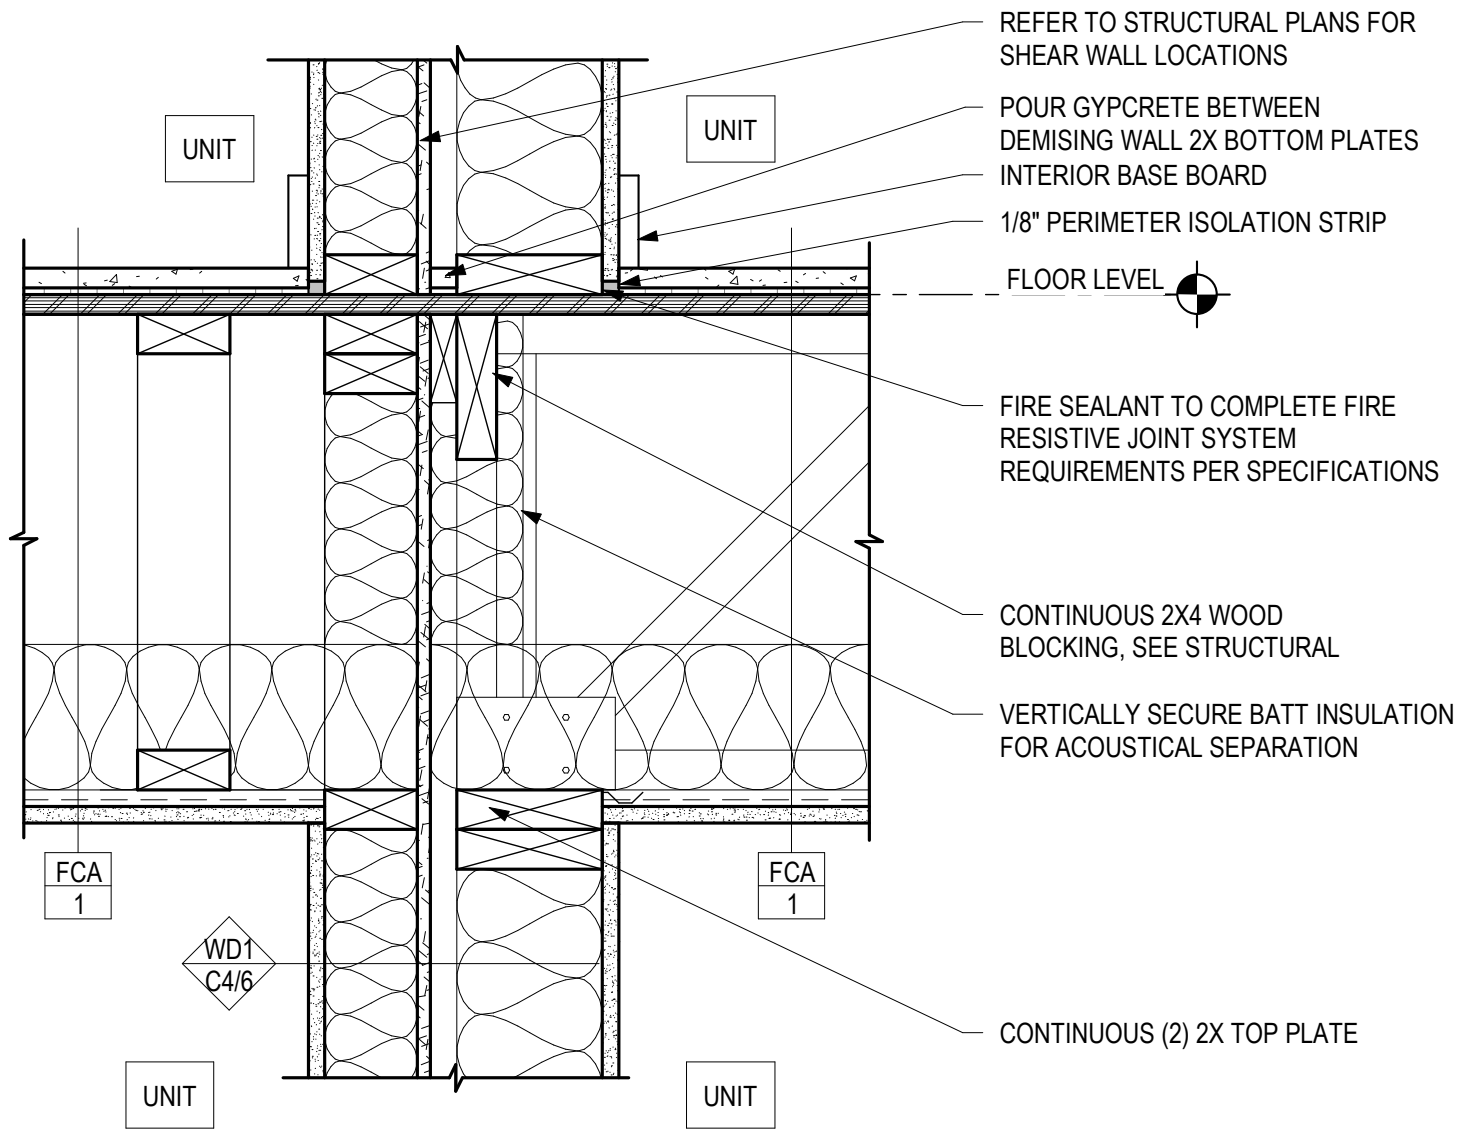 REFER TO STRUCTURAL PLANS FOR
SHEAR WALL LOCATIONS
UNIT
UNIT
POUR GYPCRETE BETWEEN
DEMISING WALL 2X BOTTOM PLATES
INTERIOR BASE BOARD
1/8" PERIMETER ISOLATION STRIP
FLOOR LEVEL
FIRE SEALANT TO COMPLETE FIRE
RESISTIVE JOINT SYSTEM
REQUIREMENTS PER SPECIFICATIONS
CONTINUOUS 2X4 WOOD
BLOCKING, SEE STRUCTURAL
VERTICALLY SECURE BATT INSULATION
FOR ACOUSTICAL SEPARATION
FCA
1
FCA
1
WD1
C4/6
CONTINUOUS (2) 2X TOP PLATE
UNIT
UNIT